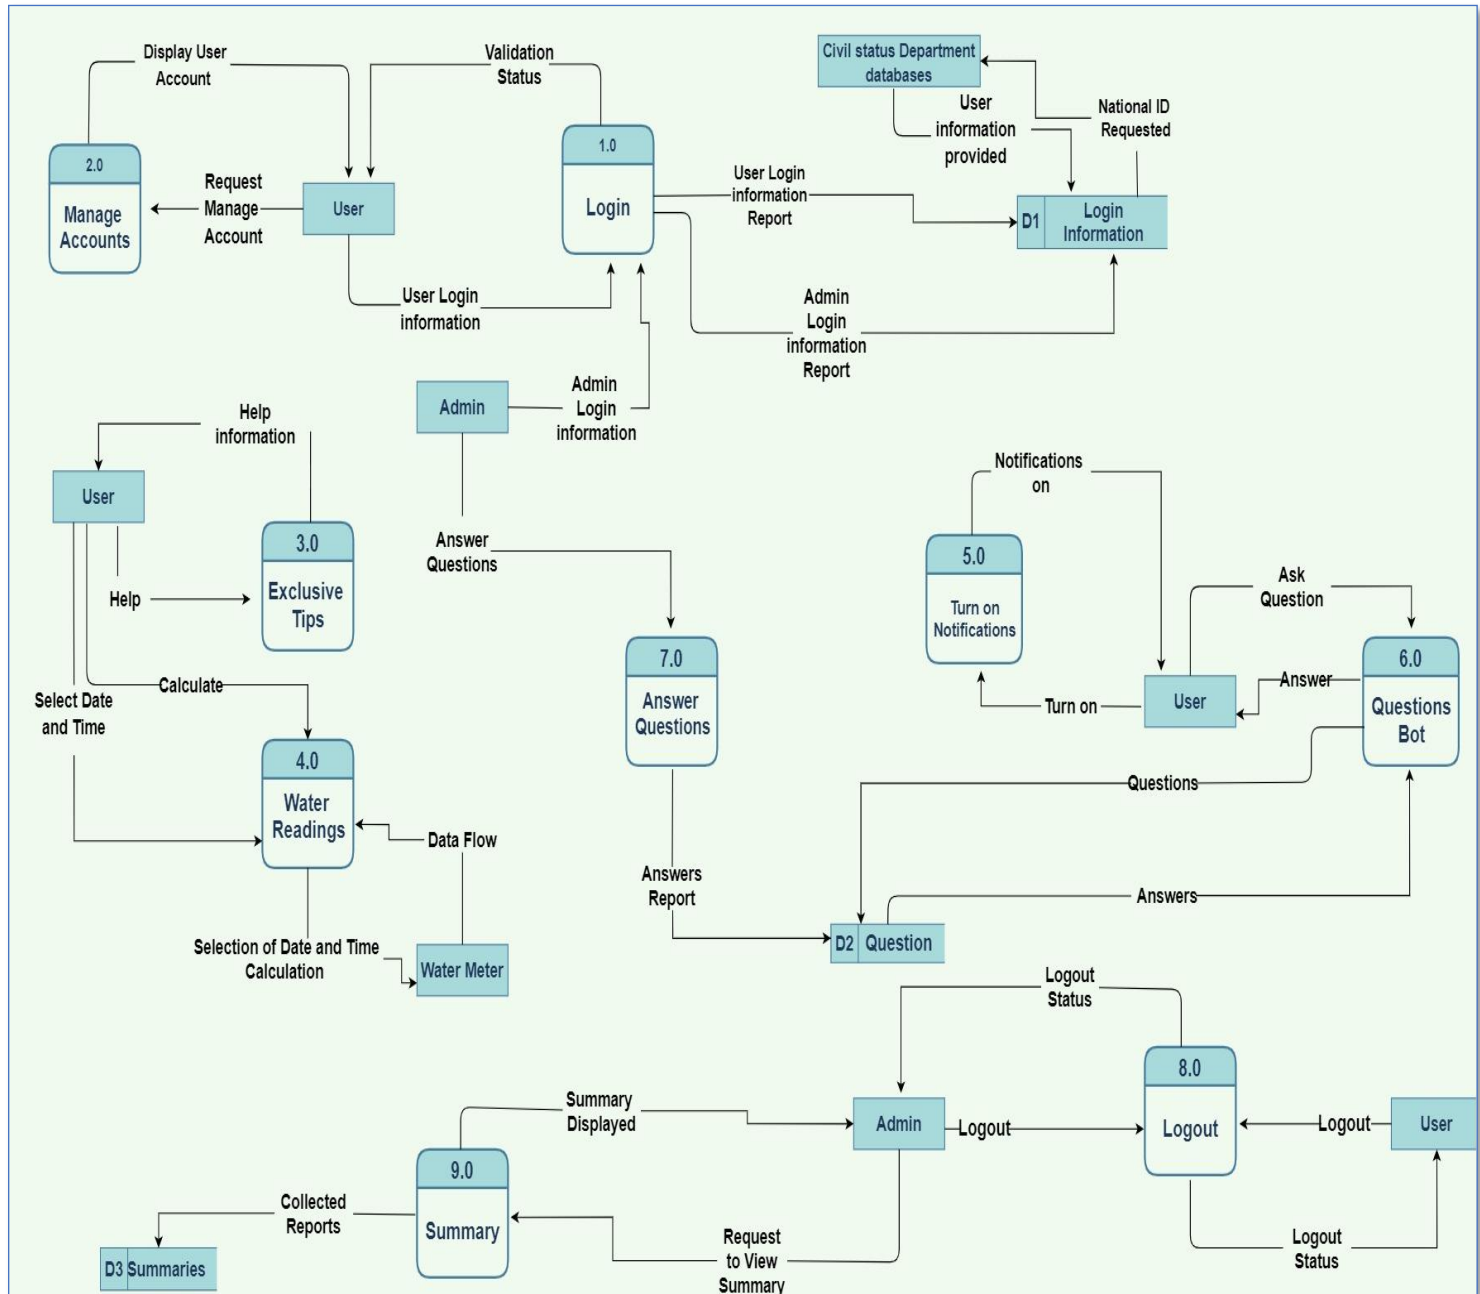 Display User
Account
Validation
Status
Civil status Department
databases
User
information
provided
National ID
Requested
2.0
Manage
Accounts
Request
Manage
Account
User
1.0
Login
User Login
information
Report
D1
Login
Information
User Login
information
Admin
Login
information
Report
Admin
Admin
Login
information
Help
information
User
3.0
Exclusive
Tips
Help
Answer
Questions
Notifications
on
5.0
Turn on
Notifications
Ask
Question
Select Date
and Time
Calculate
7.0
Answer
Questions
Turn on
User
Answer
6.0
Questions
Bot
4.0
Water
Readings
Data Flow
Questions
Answers
Report
Answers
Selection of Date and Time
Calculation
Water Meter
D2
Question
Logout
Status
8.0
Logout
Summary
Displayed
Admin
Logout
Logout
User
9.0
Summary
Collected
Reports
Request
to View
Summary
Logout
Status
D3
Summaries